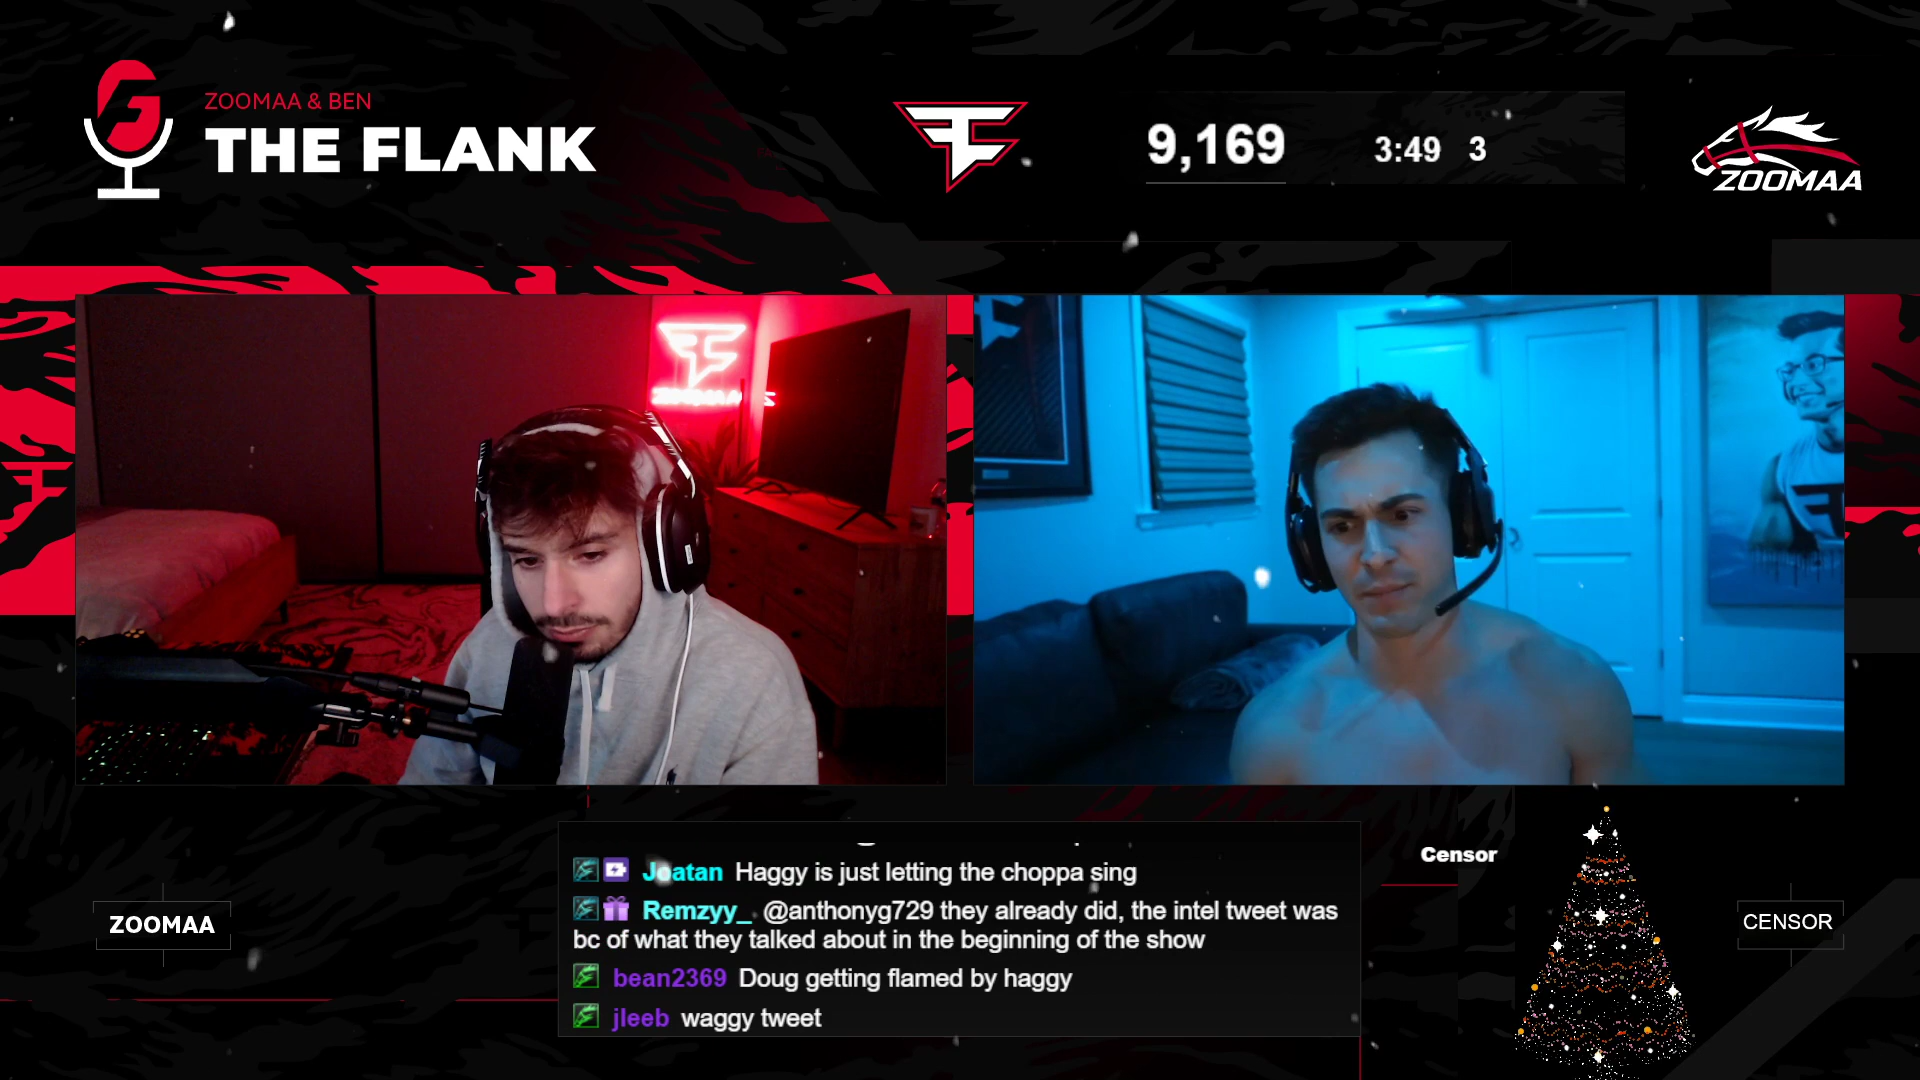 ZOOMAA & BEN
THE FLANK
9,169
3:49 3
ZOOMAA
Joatan Haggy is just letting the choppa sing
Remzyy_ @anthonyg729 they already did, the intel tweet was
bc of what they talked about in the beginning of the show
bean2369 Doug getting flamed by haggy
jleeb waggy tweet
Censor
ZOOMAA
CENSOR